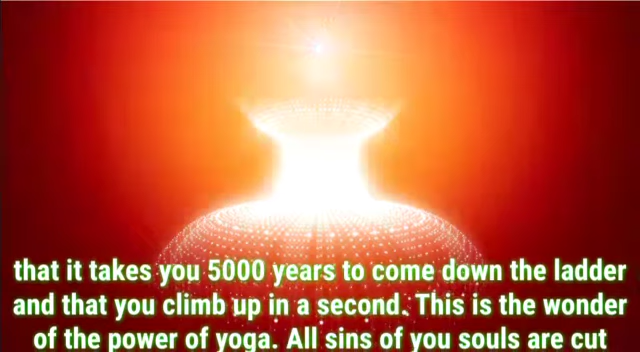 that it takes you 5000 years to come down the ladder
and that you climb up in a second. This is the wonder
of the power of yoga. All sins of you souls are cut